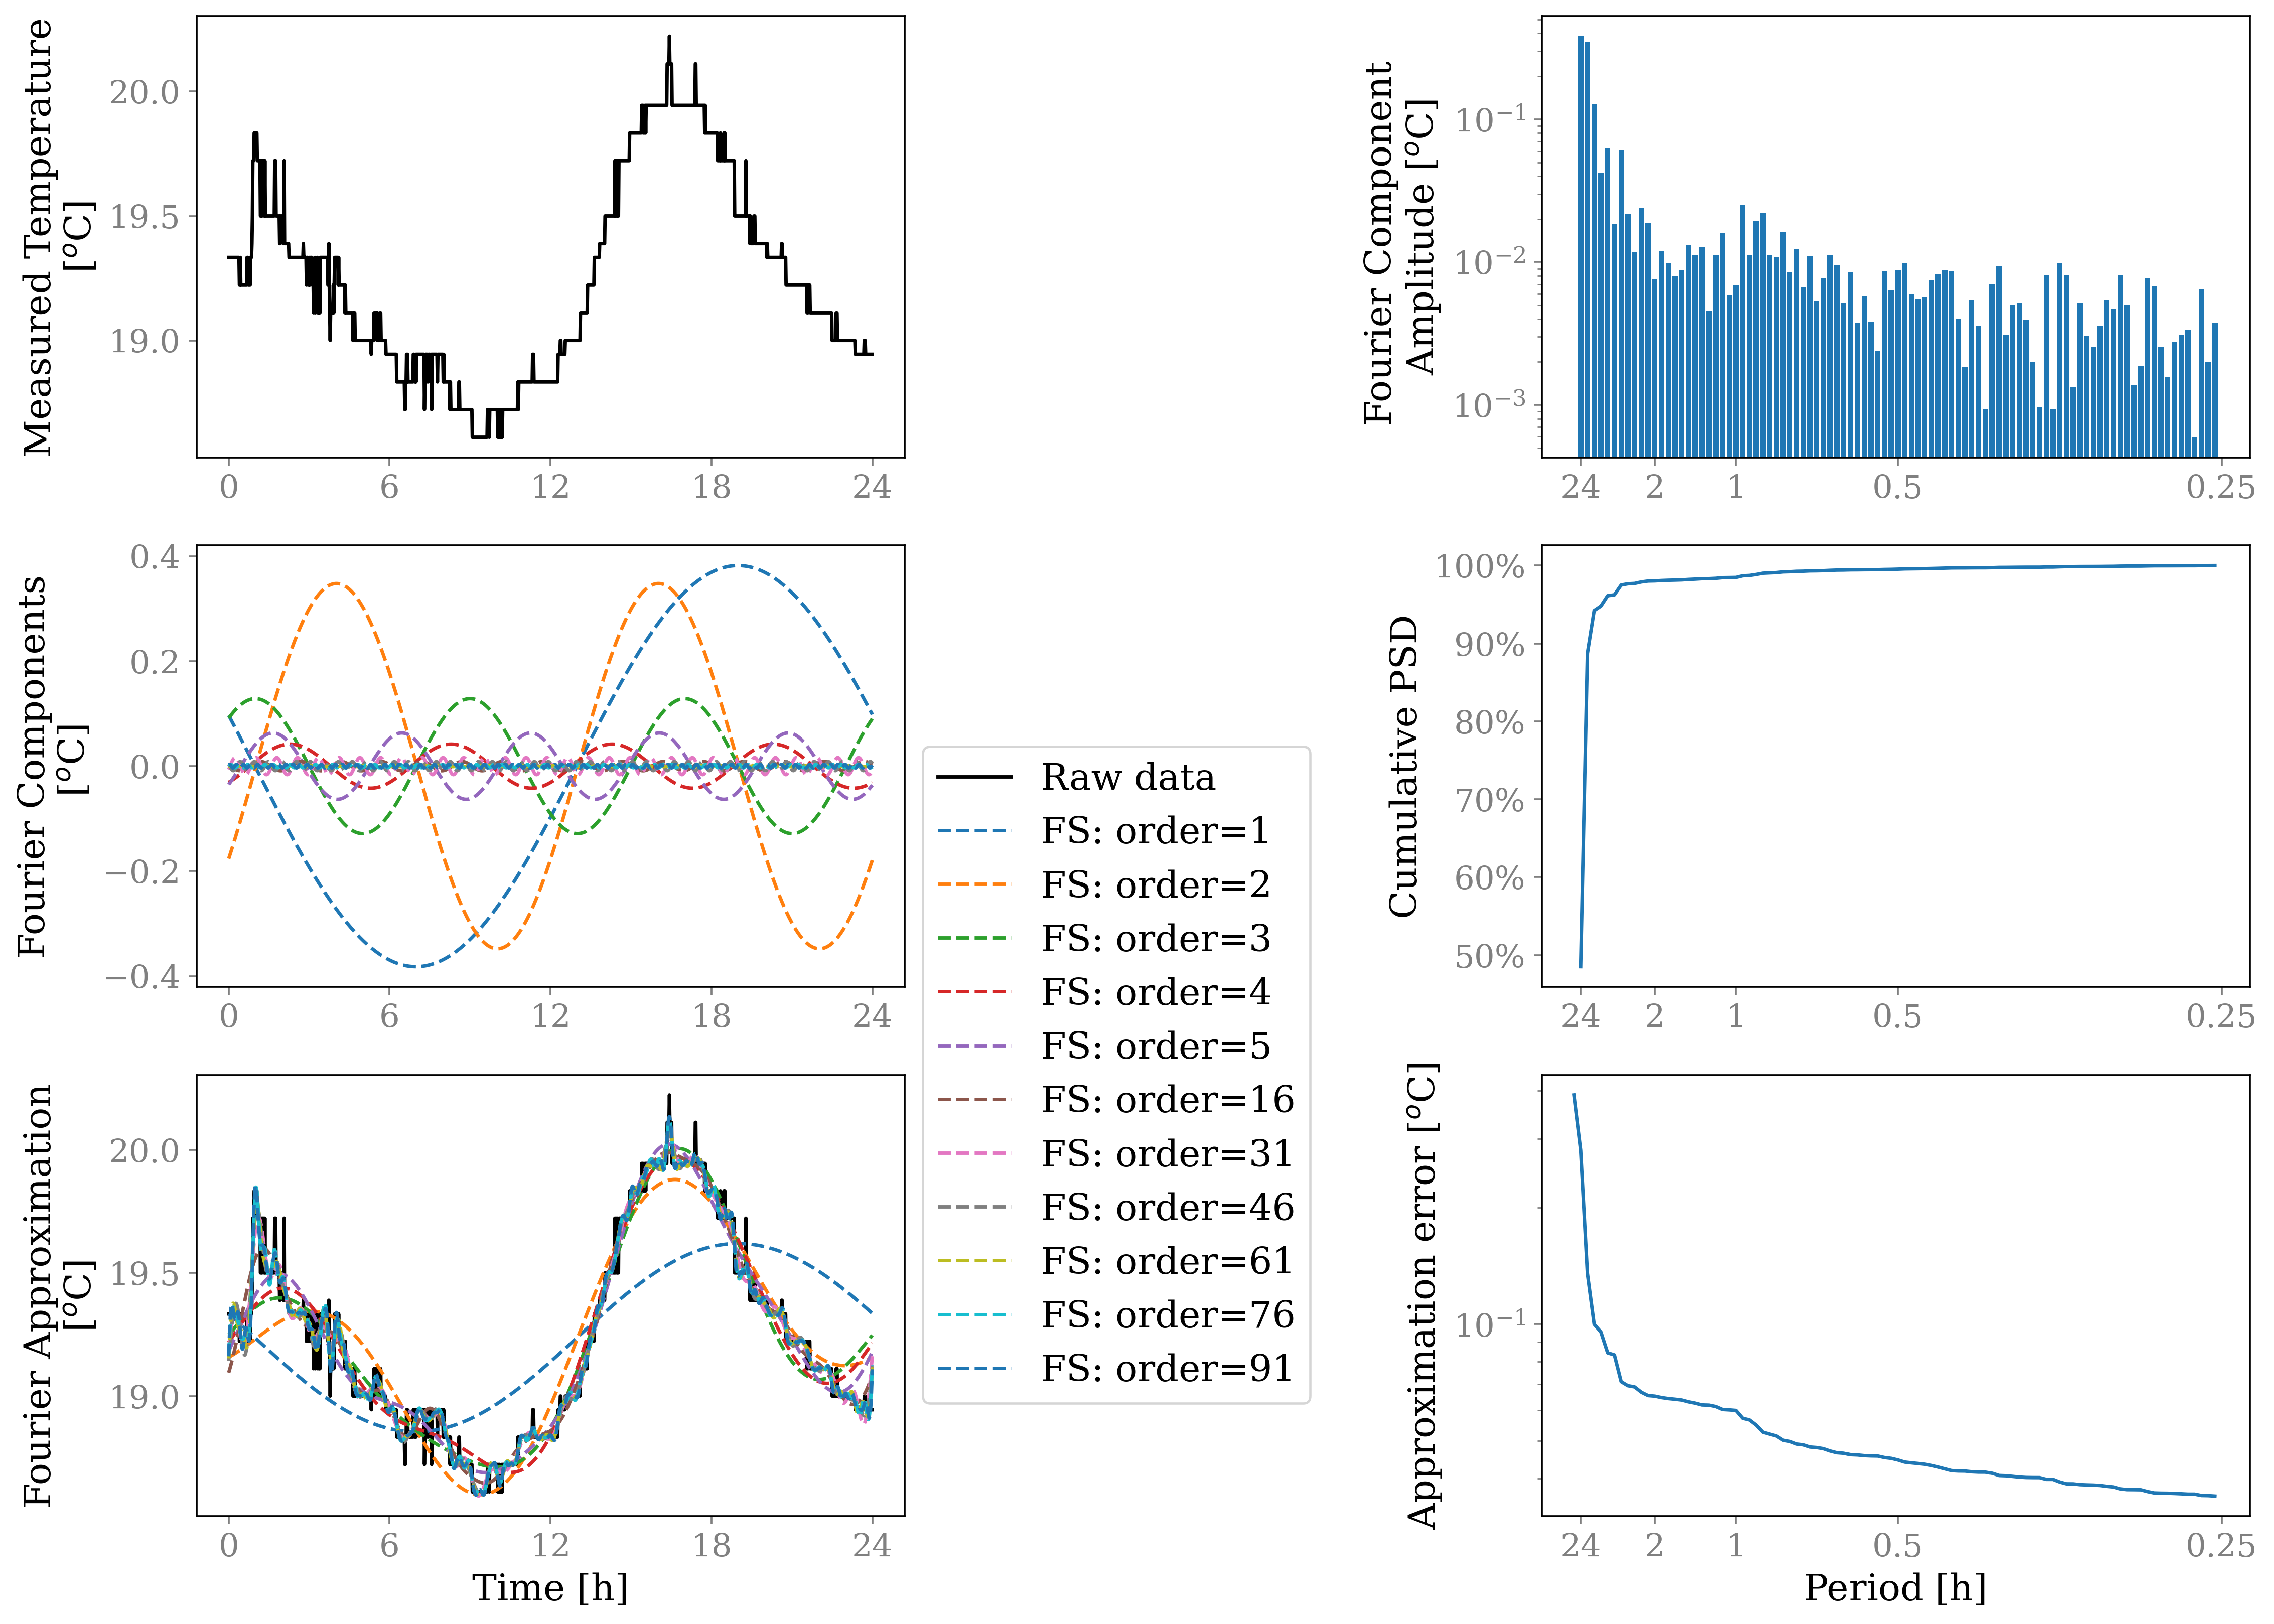 Measured Temperature
[°C]
20.0
19.5
19.0
0 6 12 18 24
Fourier Component
Amplitude [°C]
10⁻¹
10⁻²
10⁻³
24 2 1 0.5 0.25
Fourier Components
[°C]
0.4
0.2
0.0
−0.2
−0.4
0 6 12 18 24
Raw data
FS: order=1
FS: order=2
FS: order=3
FS: order=4
FS: order=5
FS: order=16
FS: order=31
FS: order=46
FS: order=61
FS: order=76
FS: order=91
Cumulative PSD
100%
90%
80%
70%
60%
50%
24 2 1 0.5 0.25
Fourier Approximation
[°C]
20.0
19.5
19.0
0 6 12 18 24
Time [h]
Approximation error [°C]
10⁻¹
24 2 1 0.5 0.25
Period [h]